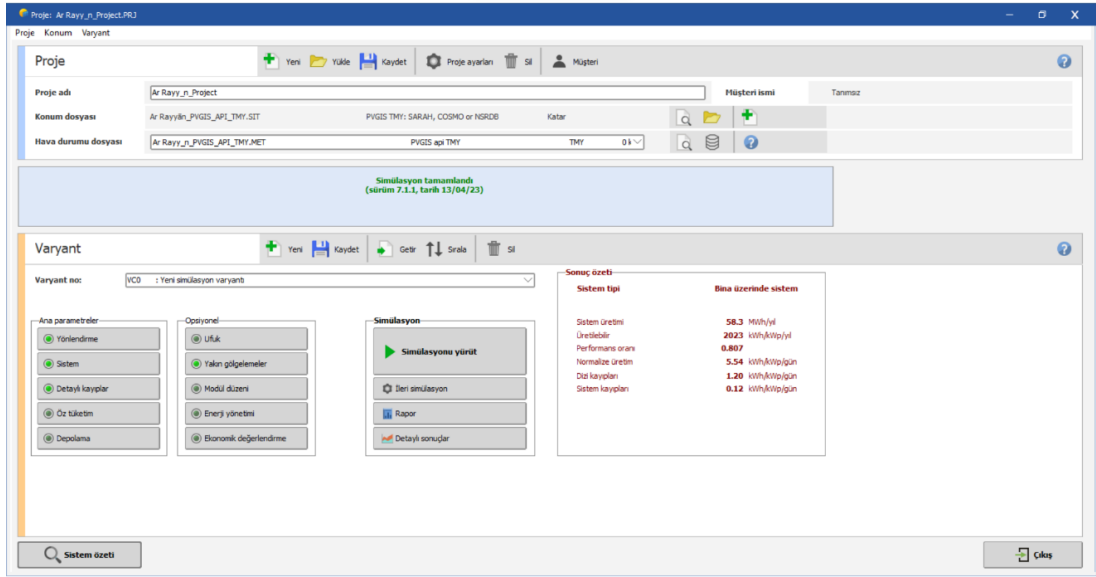 Proje: Ar Rayy_n_Project.PRJ
Proje Konum Varyant
Proje Yeni Yükle Kaydet Proje ayarları Sil Müşteri
Proje adı Ar Rayy_n_Project Müşteri ismi Tanımsız
Konum dosyası Ar Rayyān_PVGIS_API_TMY.SIT PVGIS TMY: SARAH, COSMO or NSRDB Katar
Hava durumu dosyası Ar Rayy_n_PVGIS_API_TMY.MET PVGIS api TMY TMY 0 k
Simülasyon tamamlandı
(sürüm 7.1.1, tarih 13/04/23)
Varyant Yeni Kaydet Getir Sırala Sil
Varyant no: VC0 : Yeni simülasyon varyantı
Ana parametreler
Yönlendirme
Sistem
Detaylı kayıplar
Öz tüketim
Depolama
Opsiyonel
Ufuk
Yakın gölgelemeler
Modül düzeni
Enerji yönetimi
Ekonomik değerlendirme
Simülasyon
Simülasyonu yürüt
İleri simülasyon
Rapor
Detaylı sonuçlar
Sonuç özeti
Sistem tipi Bina üzerinde sistem
Sistem üretimi 58.3 MWh/yıl
Üretilebilir 2023 kWh/kWp/yıl
Performans oranı 0.807
Normalize üretim 5.54 kWh/kWp/gün
Dizi kayıpları 1.20 kWh/kWp/gün
Sistem kayıpları 0.12 kWh/kWp/gün
Sistem özeti
Çıkış